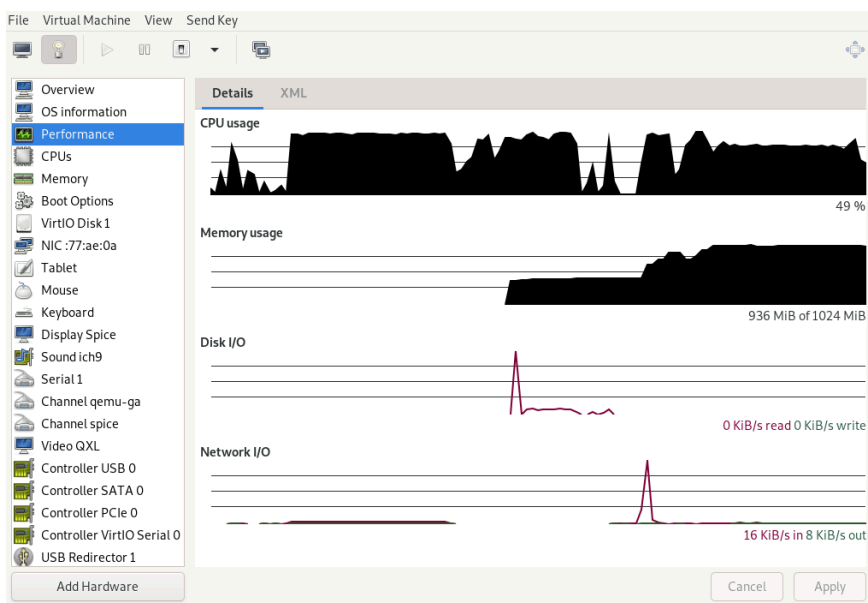 File Virtual Machine View Send Key
Overview
OS information
Performance
CPUs
Memory
Boot Options
VirtIO Disk 1
NIC :77:ae:0a
Tablet
Mouse
Keyboard
Display Spice
Sound ich9
Serial 1
Channel qemu-ga
Channel spice
Video QXL
Controller USB 0
Controller SATA 0
Controller PCIe 0
Controller VirtIO Serial 0
USB Redirector 1
Add Hardware
Details XML
CPU usage
49 %
Memory usage
936 MiB of 1024 MiB
Disk I/O
0 KiB/s read 0 KiB/s write
Network I/O
16 KiB/s in 8 KiB/s out
Cancel Apply